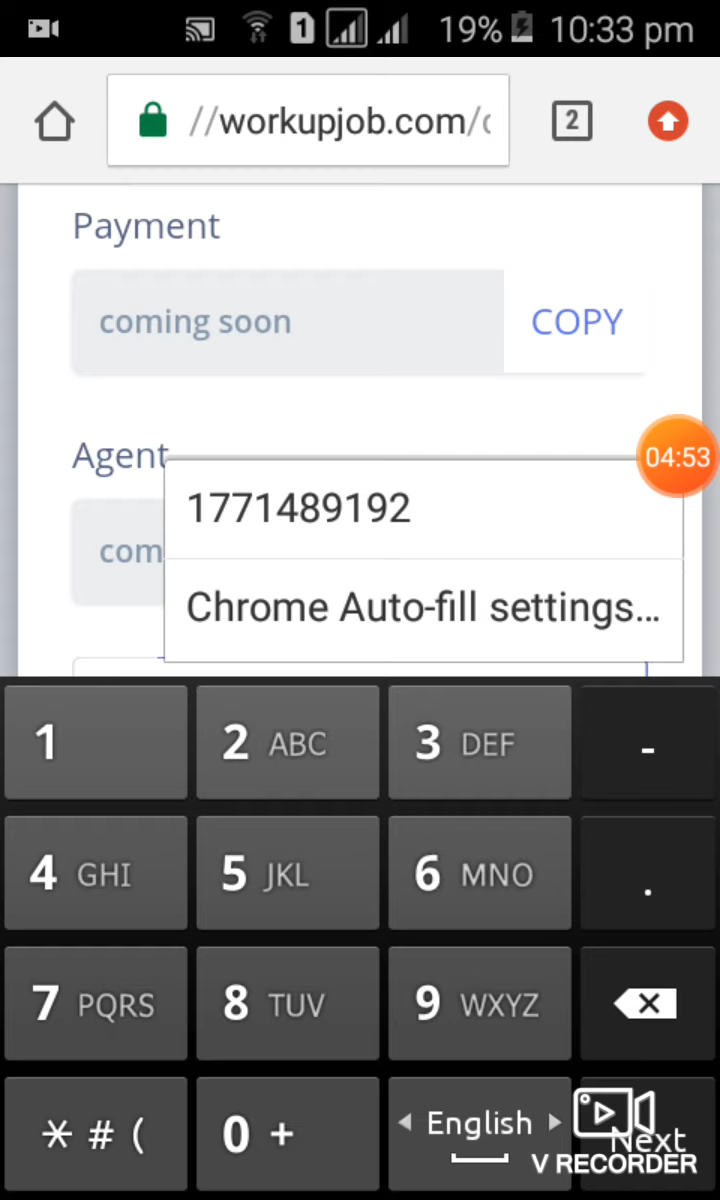 19% 10:33 pm
1
//workupjob.com/
2
Payment
coming soon
COPY
Agent
04:53
1771489192
com
Chrome Auto-fill settings...
1
2 ABC
3 DEF
-
4 GHI
5 JKL
6 MNO
.
7 PQRS
8 TUV
9 WXYZ
* # (
0 +
English
Next
V RECORDER